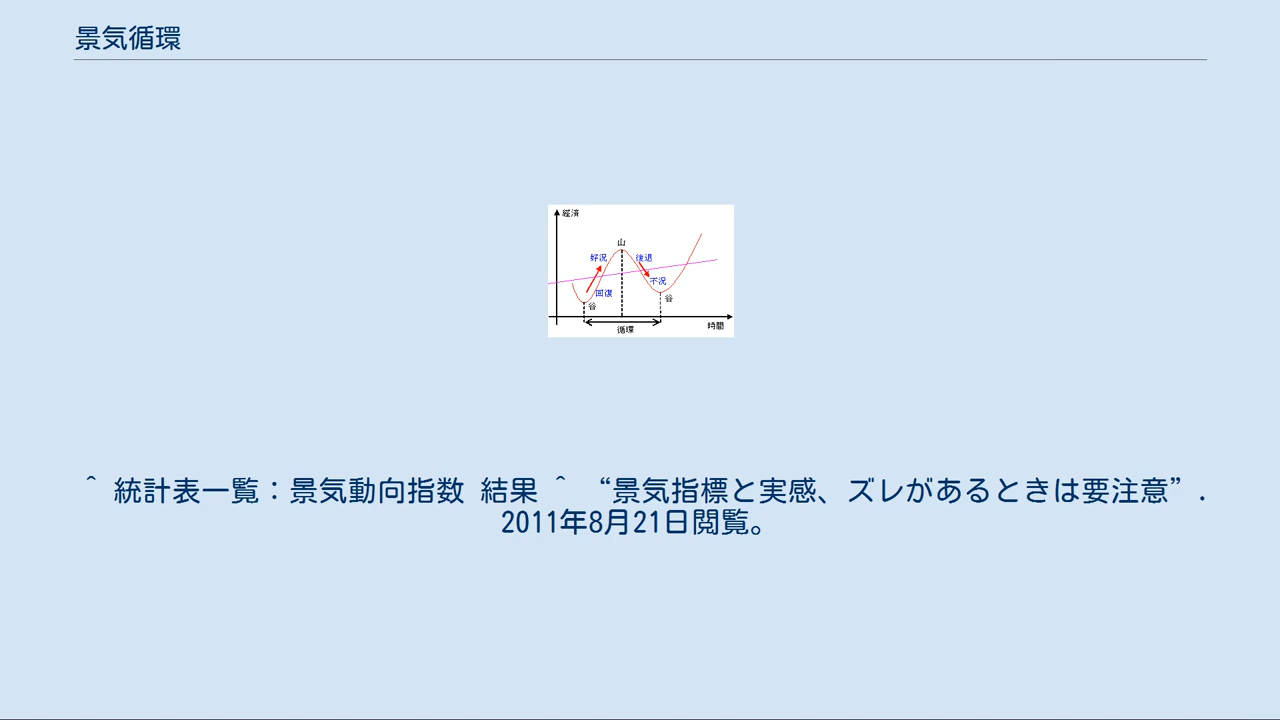 景気循環
経済
山
好況
後退
不況
回復
谷
谷
循環
時間
^ 統計表一覧：景気動向指数 結果 ^ “景気指標と実感、ズレがあるときは要注意”.
2011年8月21日閲覧。